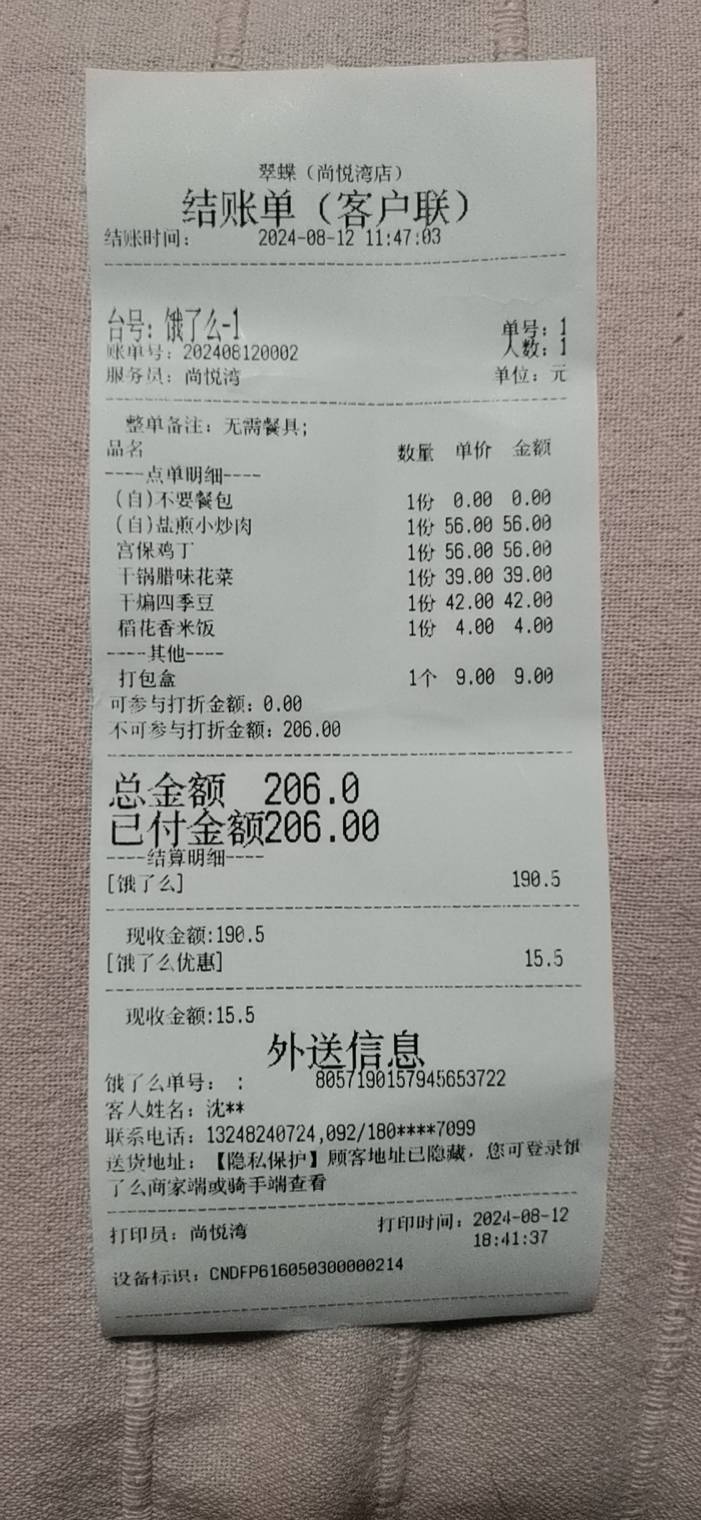 翠蝶（尚悦湾店）
结账单（客户联）
结账时间： 2024-08-12 11:47:03
台号：饿了么-1 单号：1
账单号：202408120002 人数：1
服务员：尚悦湾 单位：元
整单备注：无需餐具；
品名 数量 单价 金额
----点单明细----
（自）不要餐包 1份 0.00 0.00
（自）盐煎小炒肉 1份 56.00 56.00
宫保鸡丁 1份 56.00 56.00
干锅腊味花菜 1份 39.00 39.00
干煸四季豆 1份 42.00 42.00
稻花香米饭 1份 4.00 4.00
----其他----
打包盒 1个 9.00 9.00
可参与打折金额：0.00
不可参与打折金额：206.00
总金额 206.0
已付金额206.00
----结算明细----
[饿了么] 190.5
现收金额:190.5
[饿了么优惠] 15.5
现收金额:15.5
外送信息
饿了么单号： ： 8057190157945653722
客人姓名：沈**
联系电话：13248240724,092/180****7099
送货地址：【隐私保护】顾客地址已隐藏，您可登录饿
了么商家端或骑手端查看
打印员：尚悦湾 打印时间：2024-08-12
18:41:37
设备标识：CNDFP616050300000214